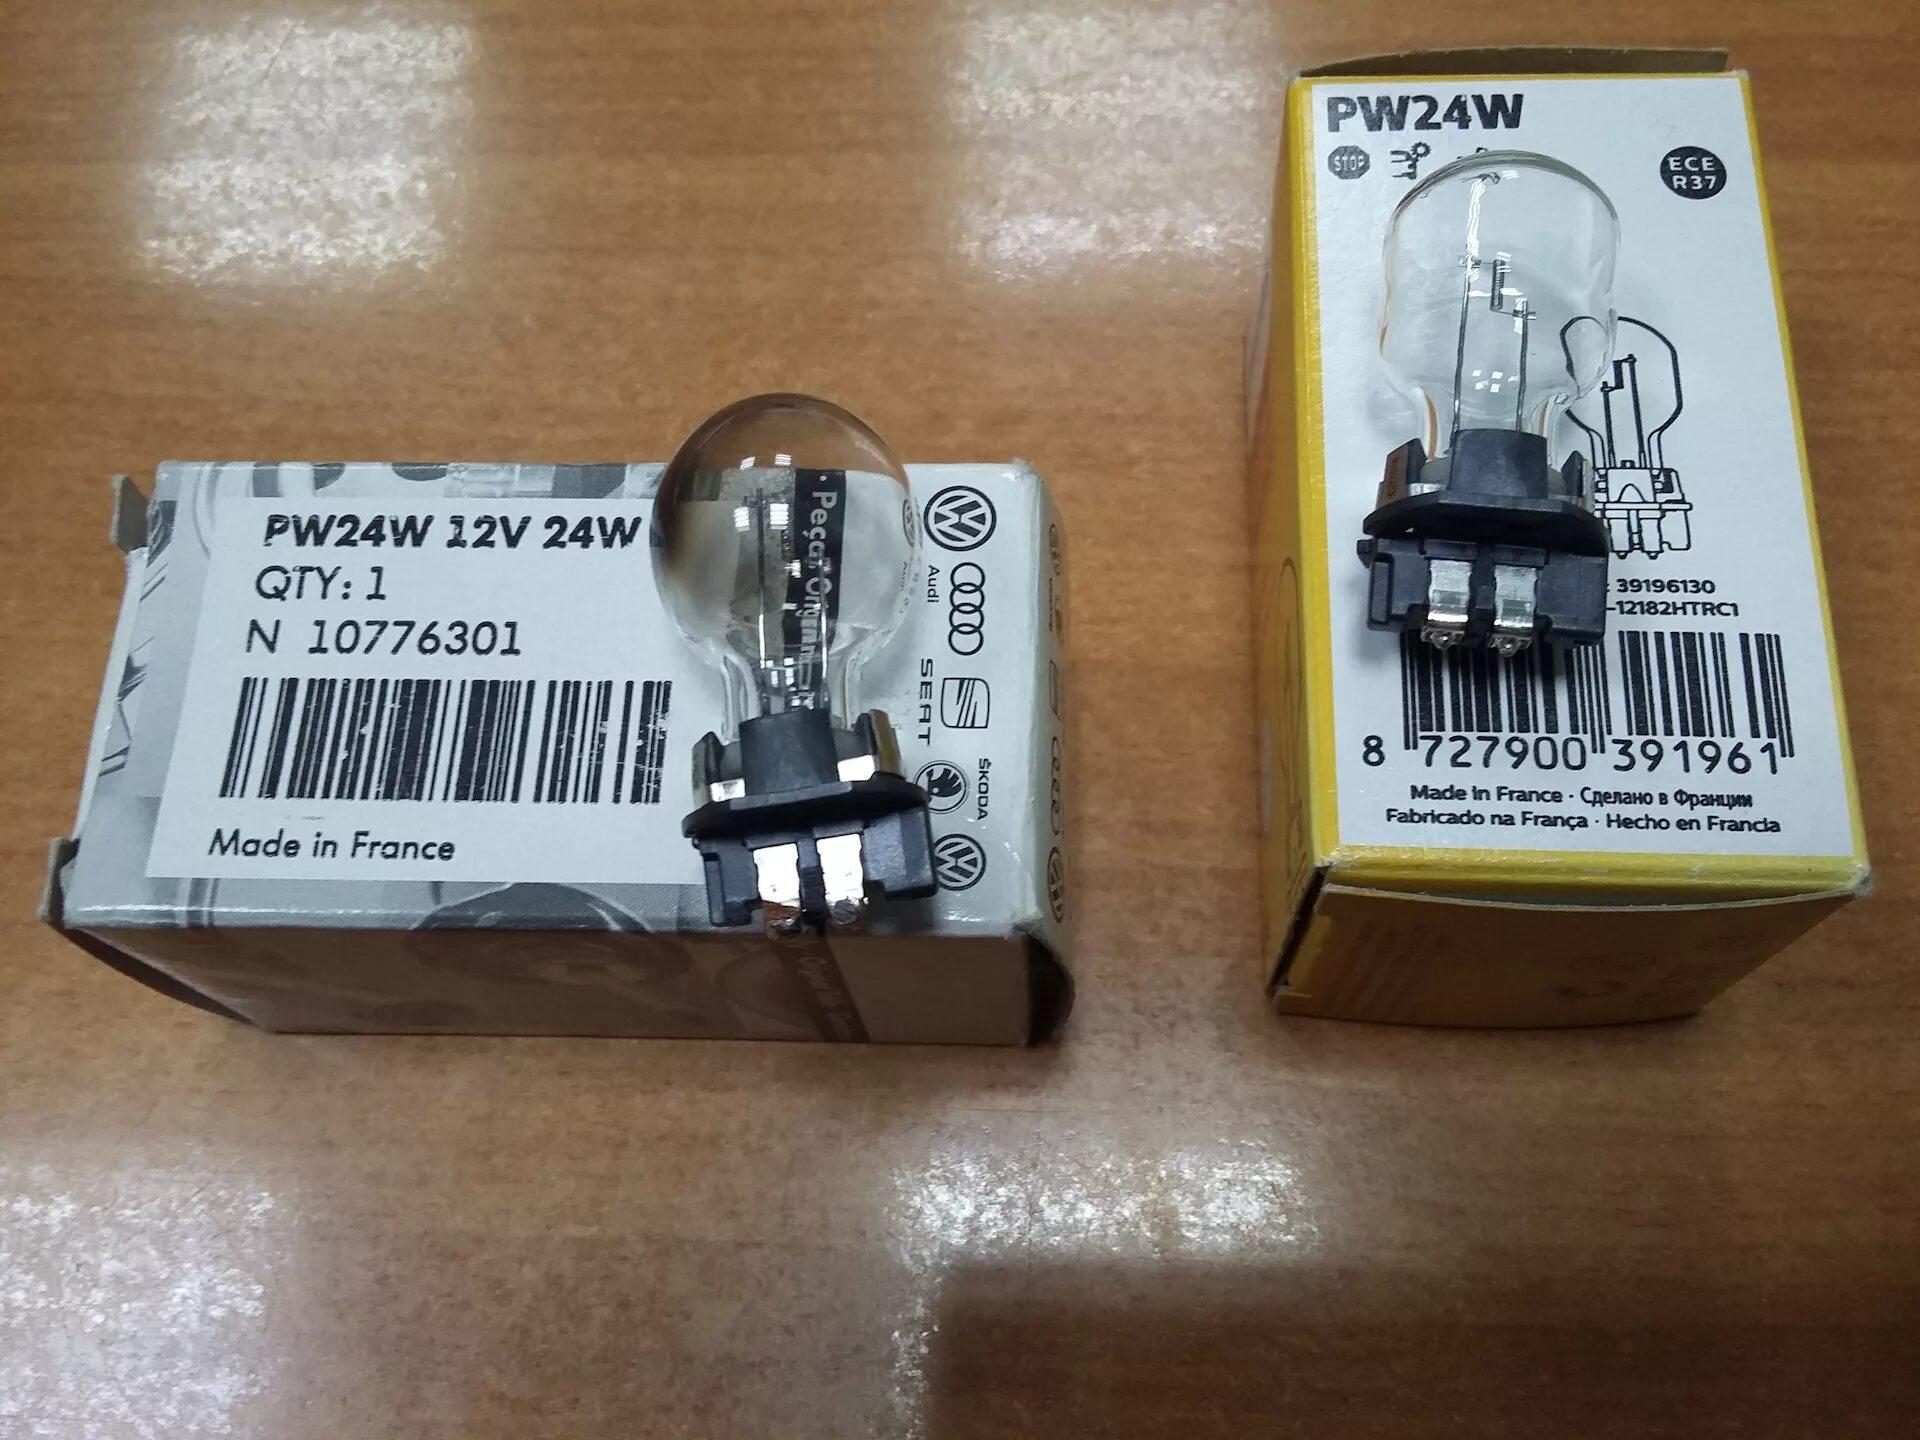 PW24W 12V 24W
QTY: 1
N 10776301
Made in France
Audi
SEAT
ŠKODA
PW24W
STOP
ECE
R37
39196130
-12182HTRC1
8 727900 391961
Made in France · Сделано в Франции
Fabricado na França · Hecho en Francia